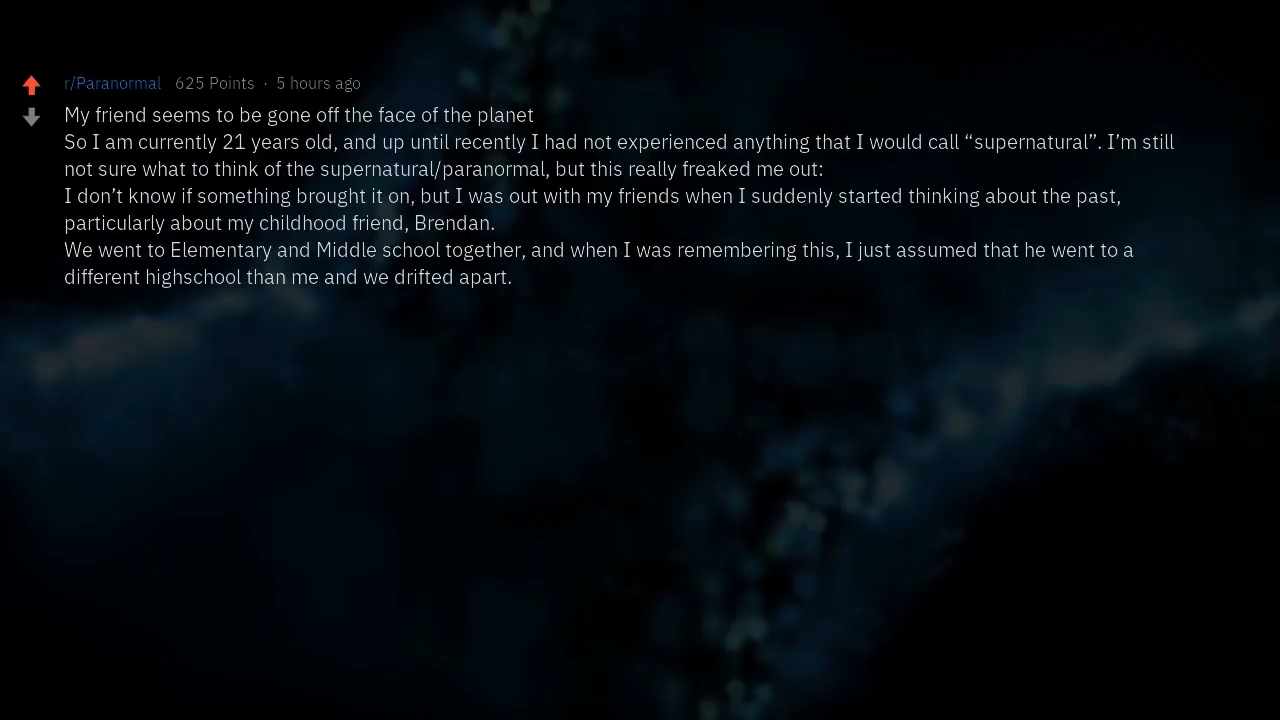 r/Paranormal 625 Points · 5 hours ago
My friend seems to be gone off the face of the planet
So I am currently 21 years old, and up until recently I had not experienced anything that I would call “supernatural”. I’m still
not sure what to think of the supernatural/paranormal, but this really freaked me out:
I don’t know if something brought it on, but I was out with my friends when I suddenly started thinking about the past,
particularly about my childhood friend, Brendan.
We went to Elementary and Middle school together, and when I was remembering this, I just assumed that he went to a
different highschool than me and we drifted apart.